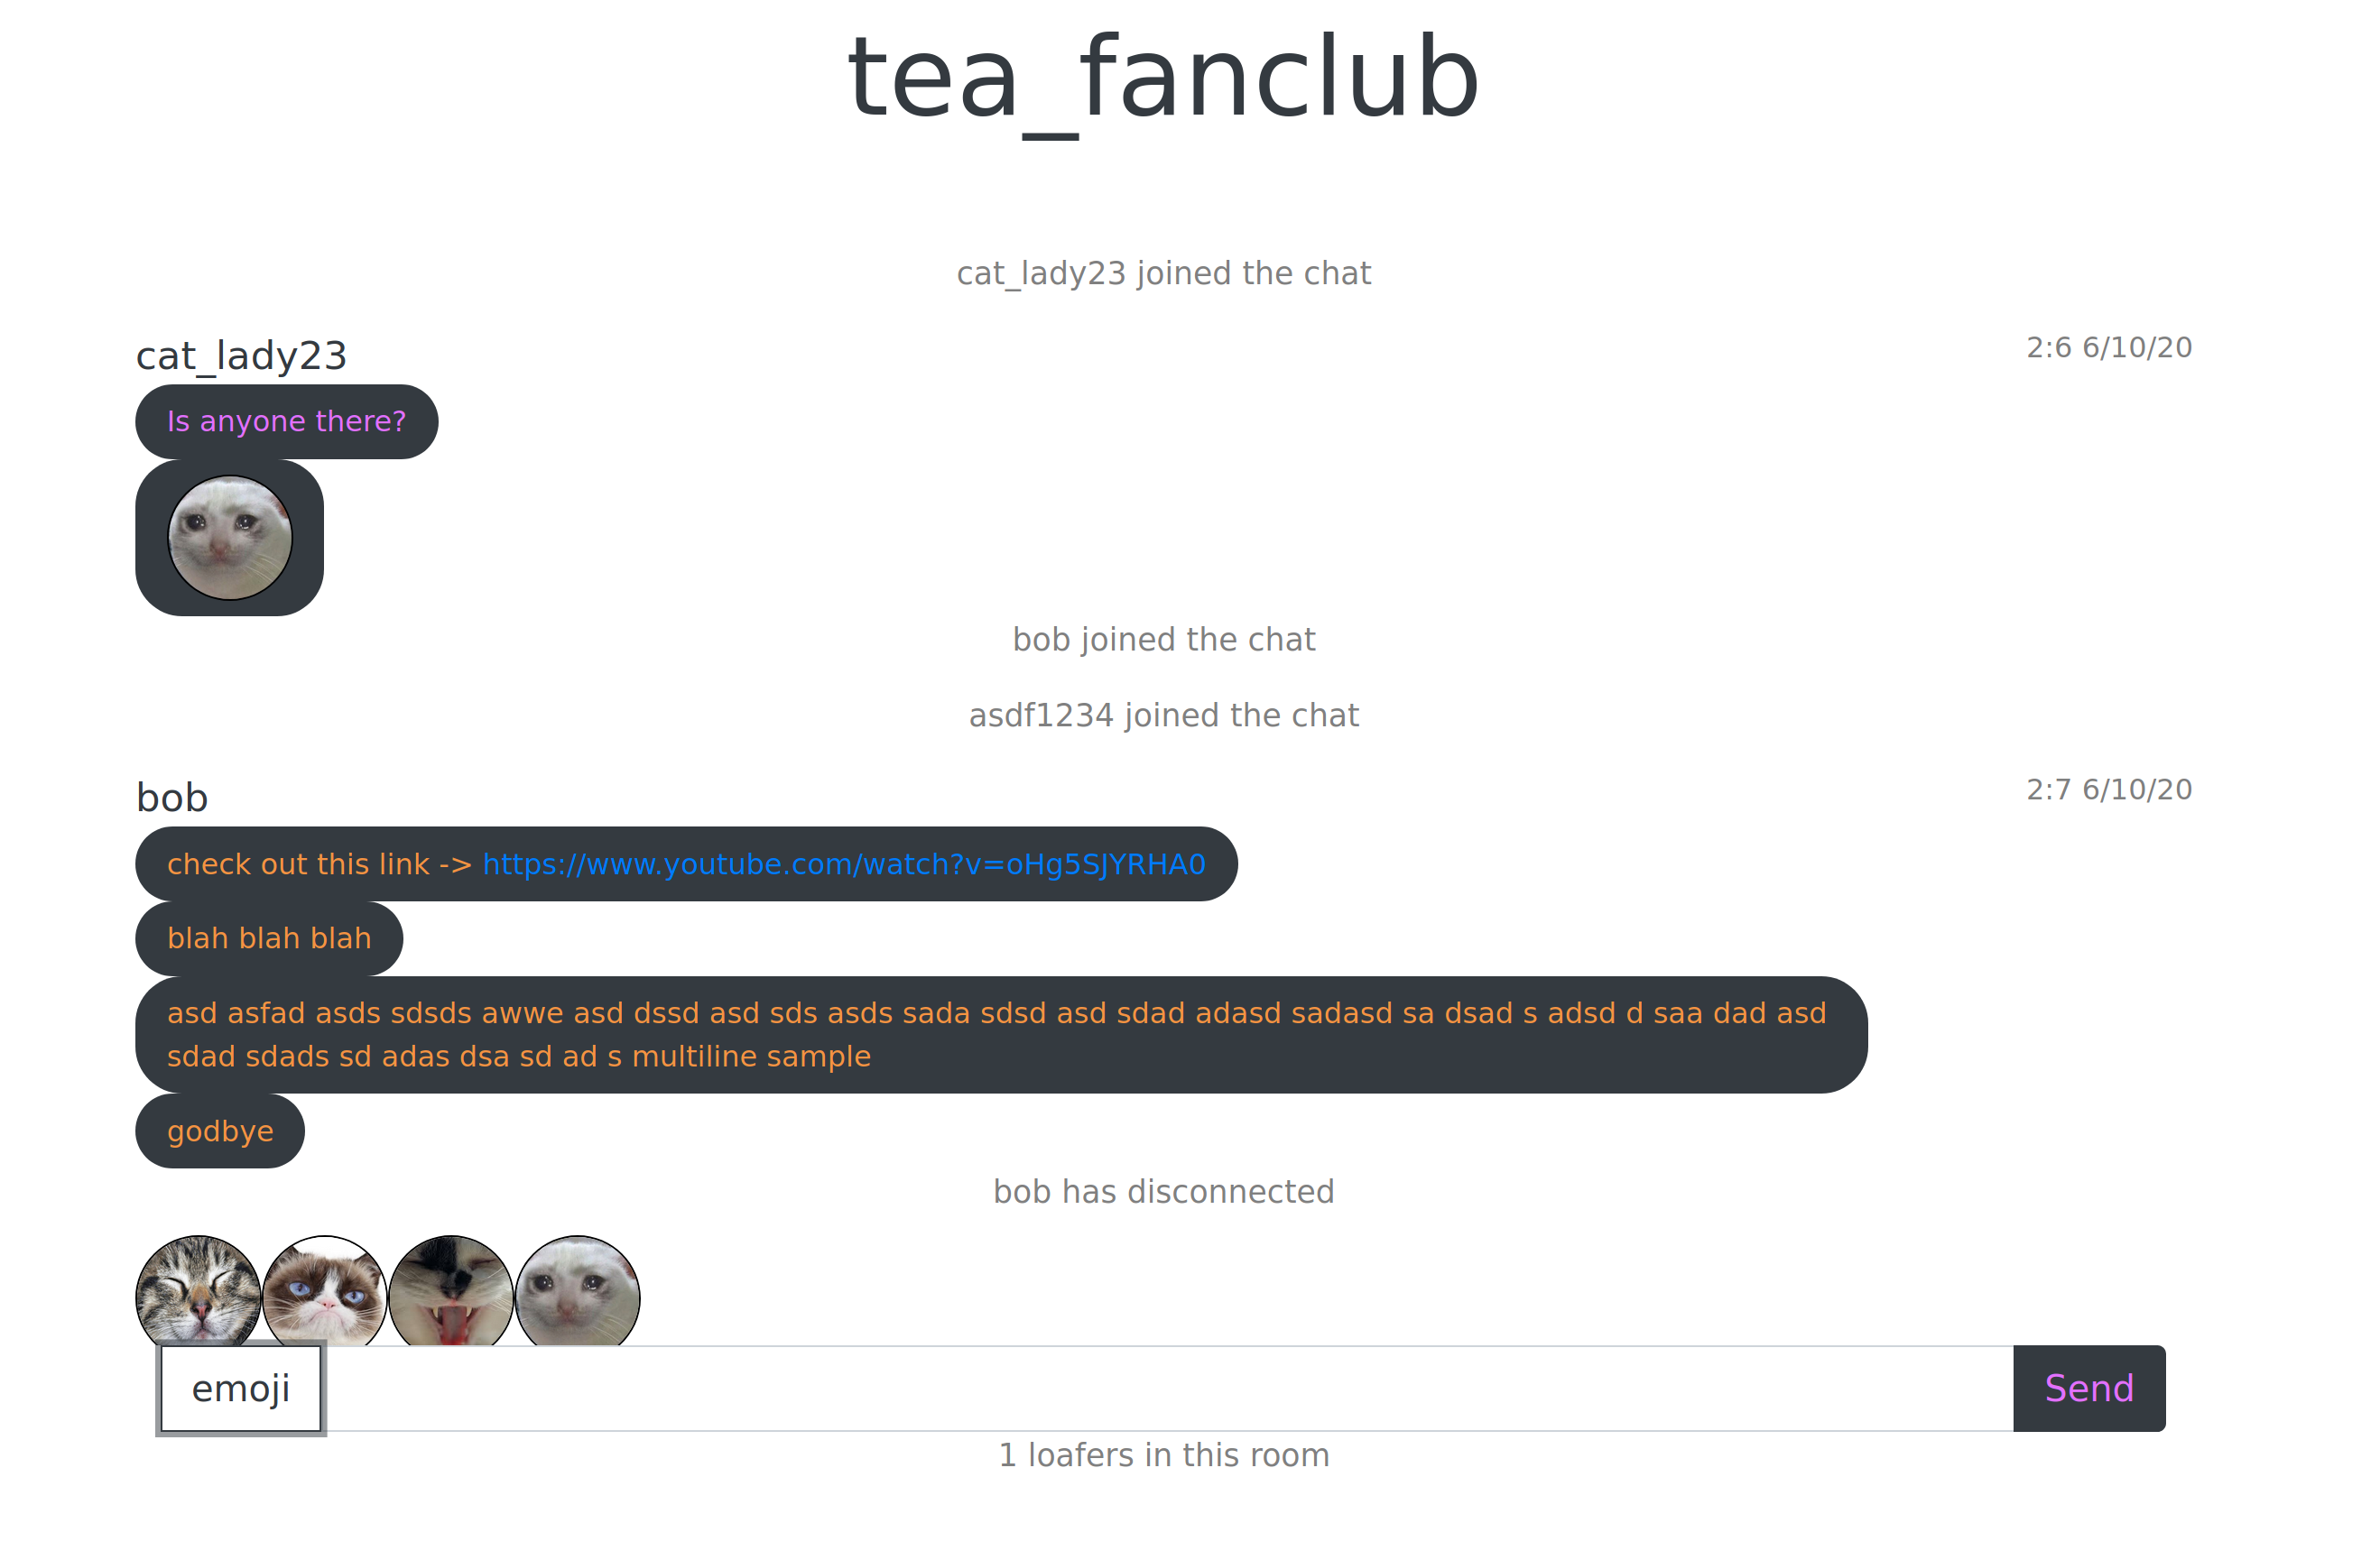 tea_fanclub
cat_lady23 joined the chat
cat_lady23
2:6 6/10/20
Is anyone there?
bob joined the chat
asdf1234 joined the chat
bob
2:7 6/10/20
check out this link -> https://www.youtube.com/watch?v=oHg5SJYRHA0
blah blah blah
asd asfad asds sdsds awwe asd dssd asd sds asds sada sdsd asd sdad adasd sadasd sa dsad s adsd d saa dad asd
sdad sdads sd adas dsa sd ad s multiline sample
godbye
bob has disconnected
emoji
Send
1 loafers in this room